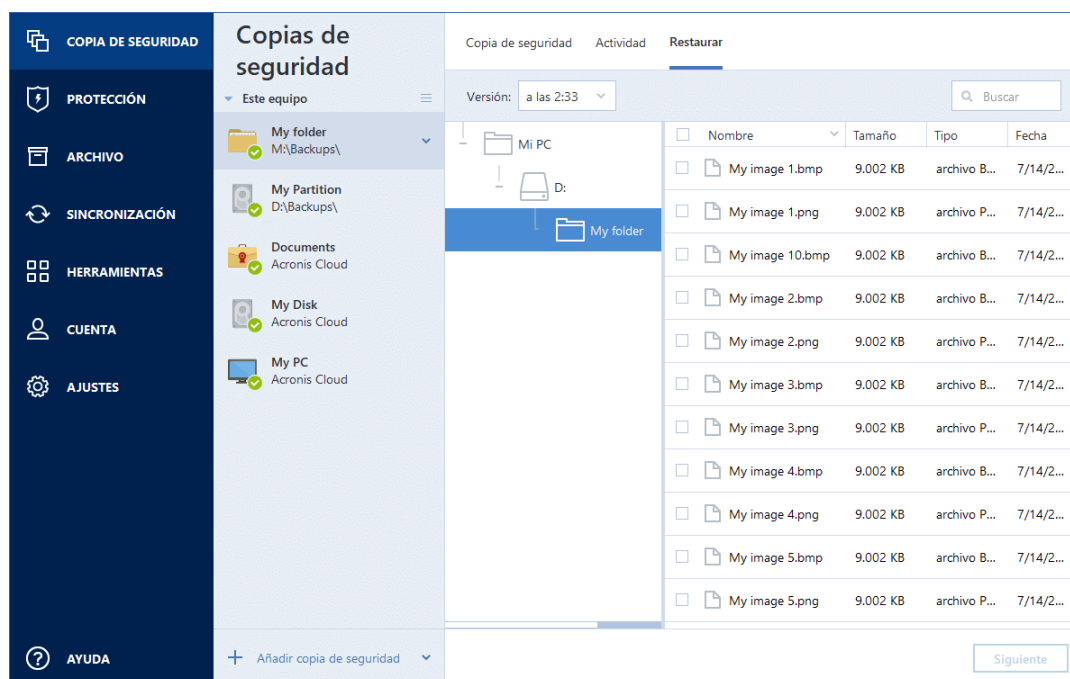 COPIA DE SEGURIDAD
PROTECCIÓN
ARCHIVO
SINCRONIZACIÓN
HERRAMIENTAS
CUENTA
AJUSTES
AYUDA
Copias de
seguridad
Este equipo
My folder
M:\Backups\
My Partition
D:\Backups\
Documents
Acronis Cloud
My Disk
Acronis Cloud
My PC
Acronis Cloud
Añadir copia de seguridad
Copia de seguridad Actividad Restaurar
Versión: a las 2:33 Buscar
Mi PC
D:
My folder
Nombre Tamaño Tipo Fecha
My image 1.bmp 9.002 KB archivo B... 7/14/2...
My image 1.png 9.002 KB archivo P... 7/14/2...
My image 10.bmp 9.002 KB archivo B... 7/14/2...
My image 2.bmp 9.002 KB archivo B... 7/14/2...
My image 2.png 9.002 KB archivo P... 7/14/2...
My image 3.bmp 9.002 KB archivo B... 7/14/2...
My image 3.png 9.002 KB archivo P... 7/14/2...
My image 4.bmp 9.002 KB archivo B... 7/14/2...
My image 4.png 9.002 KB archivo P... 7/14/2...
My image 5.bmp 9.002 KB archivo B... 7/14/2...
My image 5.png 9.002 KB archivo P... 7/14/2...
Siguiente